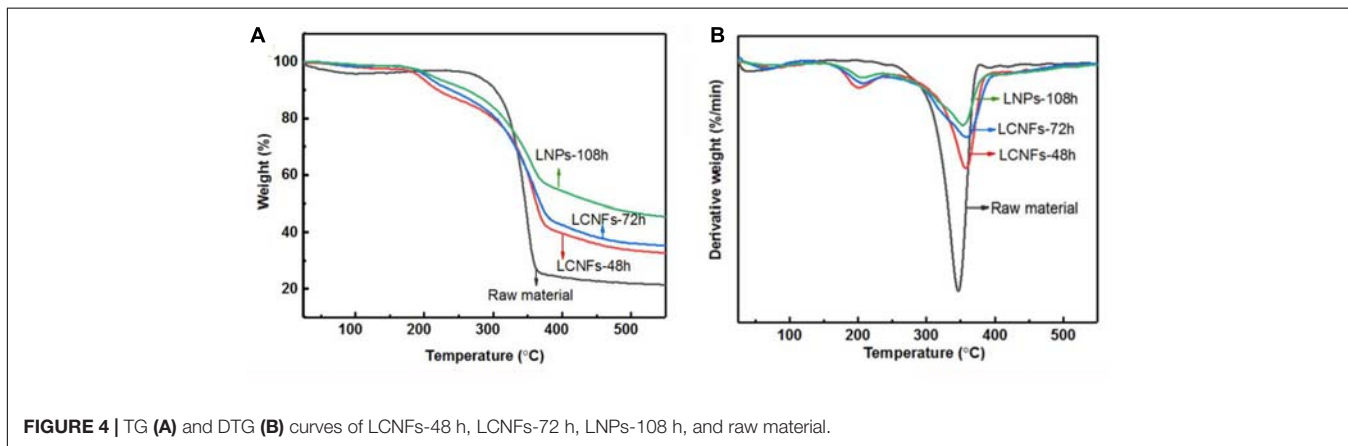 A
100
80
60
40
20
Weight (%)
LNPs-108h
LCNFs-72h
LCNFs-48h
Raw material
100 200 300 400 500
Temperature (°C)
B
Derivative weight (%/min)
LNPs-108h
LCNFs-72h
LCNFs-48h
Raw material
100 200 300 400 500
Temperature (°C)
FIGURE 4 | TG (A) and DTG (B) curves of LCNFs-48 h, LCNFs-72 h, LNPs-108 h, and raw material.